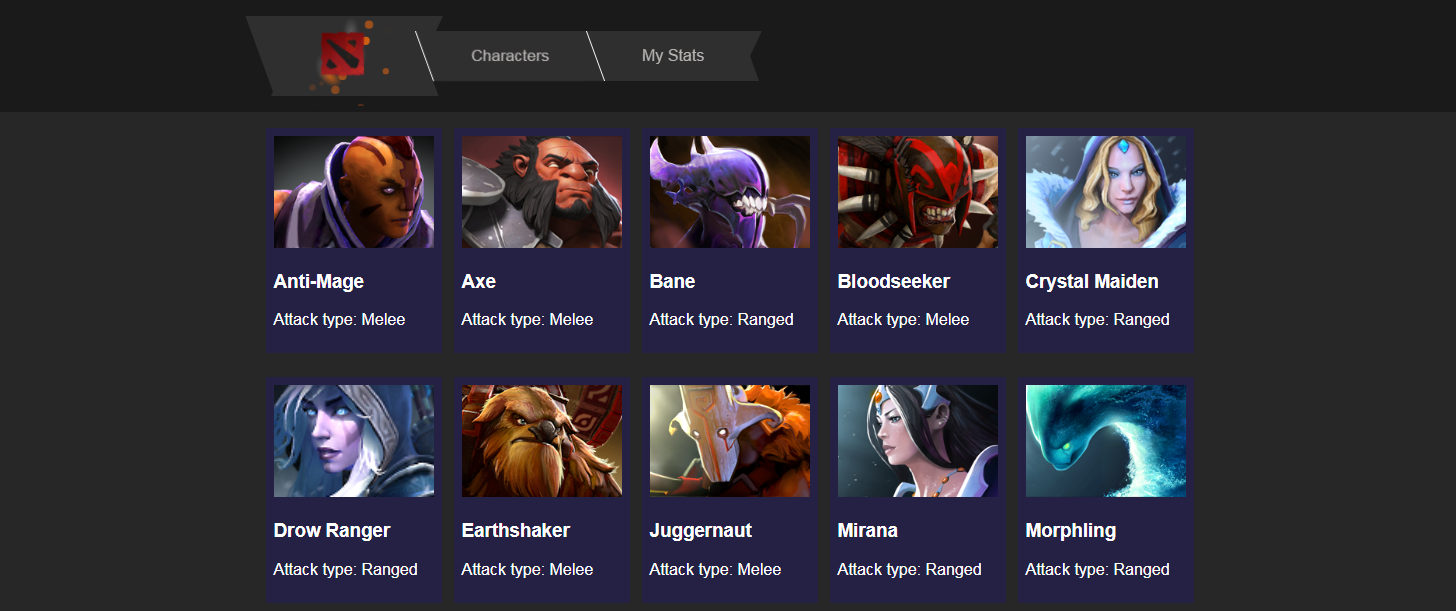 Characters
My Stats
Anti-Mage
Attack type: Melee
Axe
Attack type: Melee
Bane
Attack type: Ranged
Bloodseeker
Attack type: Melee
Crystal Maiden
Attack type: Ranged
Drow Ranger
Attack type: Ranged
Earthshaker
Attack type: Melee
Juggernaut
Attack type: Melee
Mirana
Attack type: Ranged
Morphling
Attack type: Ranged